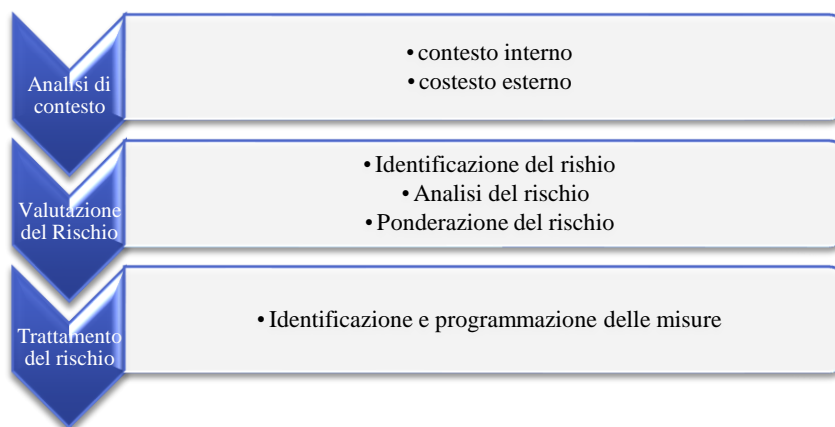 Analisi di
contesto
• contesto interno
• costesto esterno
Valutazione
del Rischio
• Identificazione del rishio
• Analisi del rischio
• Ponderazione del rischio
Trattamento
del rischio
• Identificazione e programmazione delle misure